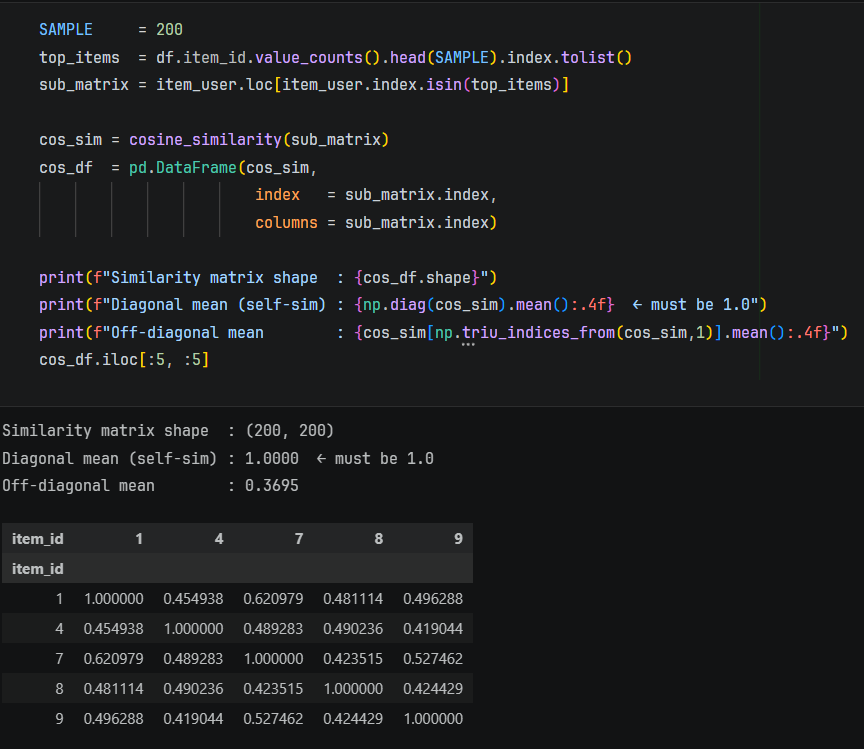 SAMPLE     = 200
top_items  = df.item_id.value_counts().head(SAMPLE).index.tolist()
sub_matrix = item_user.loc[item_user.index.isin(top_items)]
cos_sim = cosine_similarity(sub_matrix)
cos_df  = pd.DataFrame(cos_sim,
                        index   = sub_matrix.index,
                        columns = sub_matrix.index)
print(f"Similarity matrix shape  : {cos_df.shape}")
print(f"Diagonal mean (self-sim) : {np.diag(cos_sim).mean():.4f}  ← must be 1.0")
print(f"Off-diagonal mean        : {cos_sim[np.triu_indices_from(cos_sim,1)].mean():.4f}")
cos_df.iloc[:5, :5]
Similarity matrix shape  : (200, 200)
Diagonal mean (self-sim) : 1.0000  ← must be 1.0
Off-diagonal mean        : 0.3695
item_id 1 4 7 8 9
item_id
1 1.000000 0.454938 0.620979 0.481114 0.496288
4 0.454938 1.000000 0.489283 0.490236 0.419044
7 0.620979 0.489283 1.000000 0.423515 0.527462
8 0.481114 0.490236 0.423515 1.000000 0.424429
9 0.496288 0.419044 0.527462 0.424429 1.000000